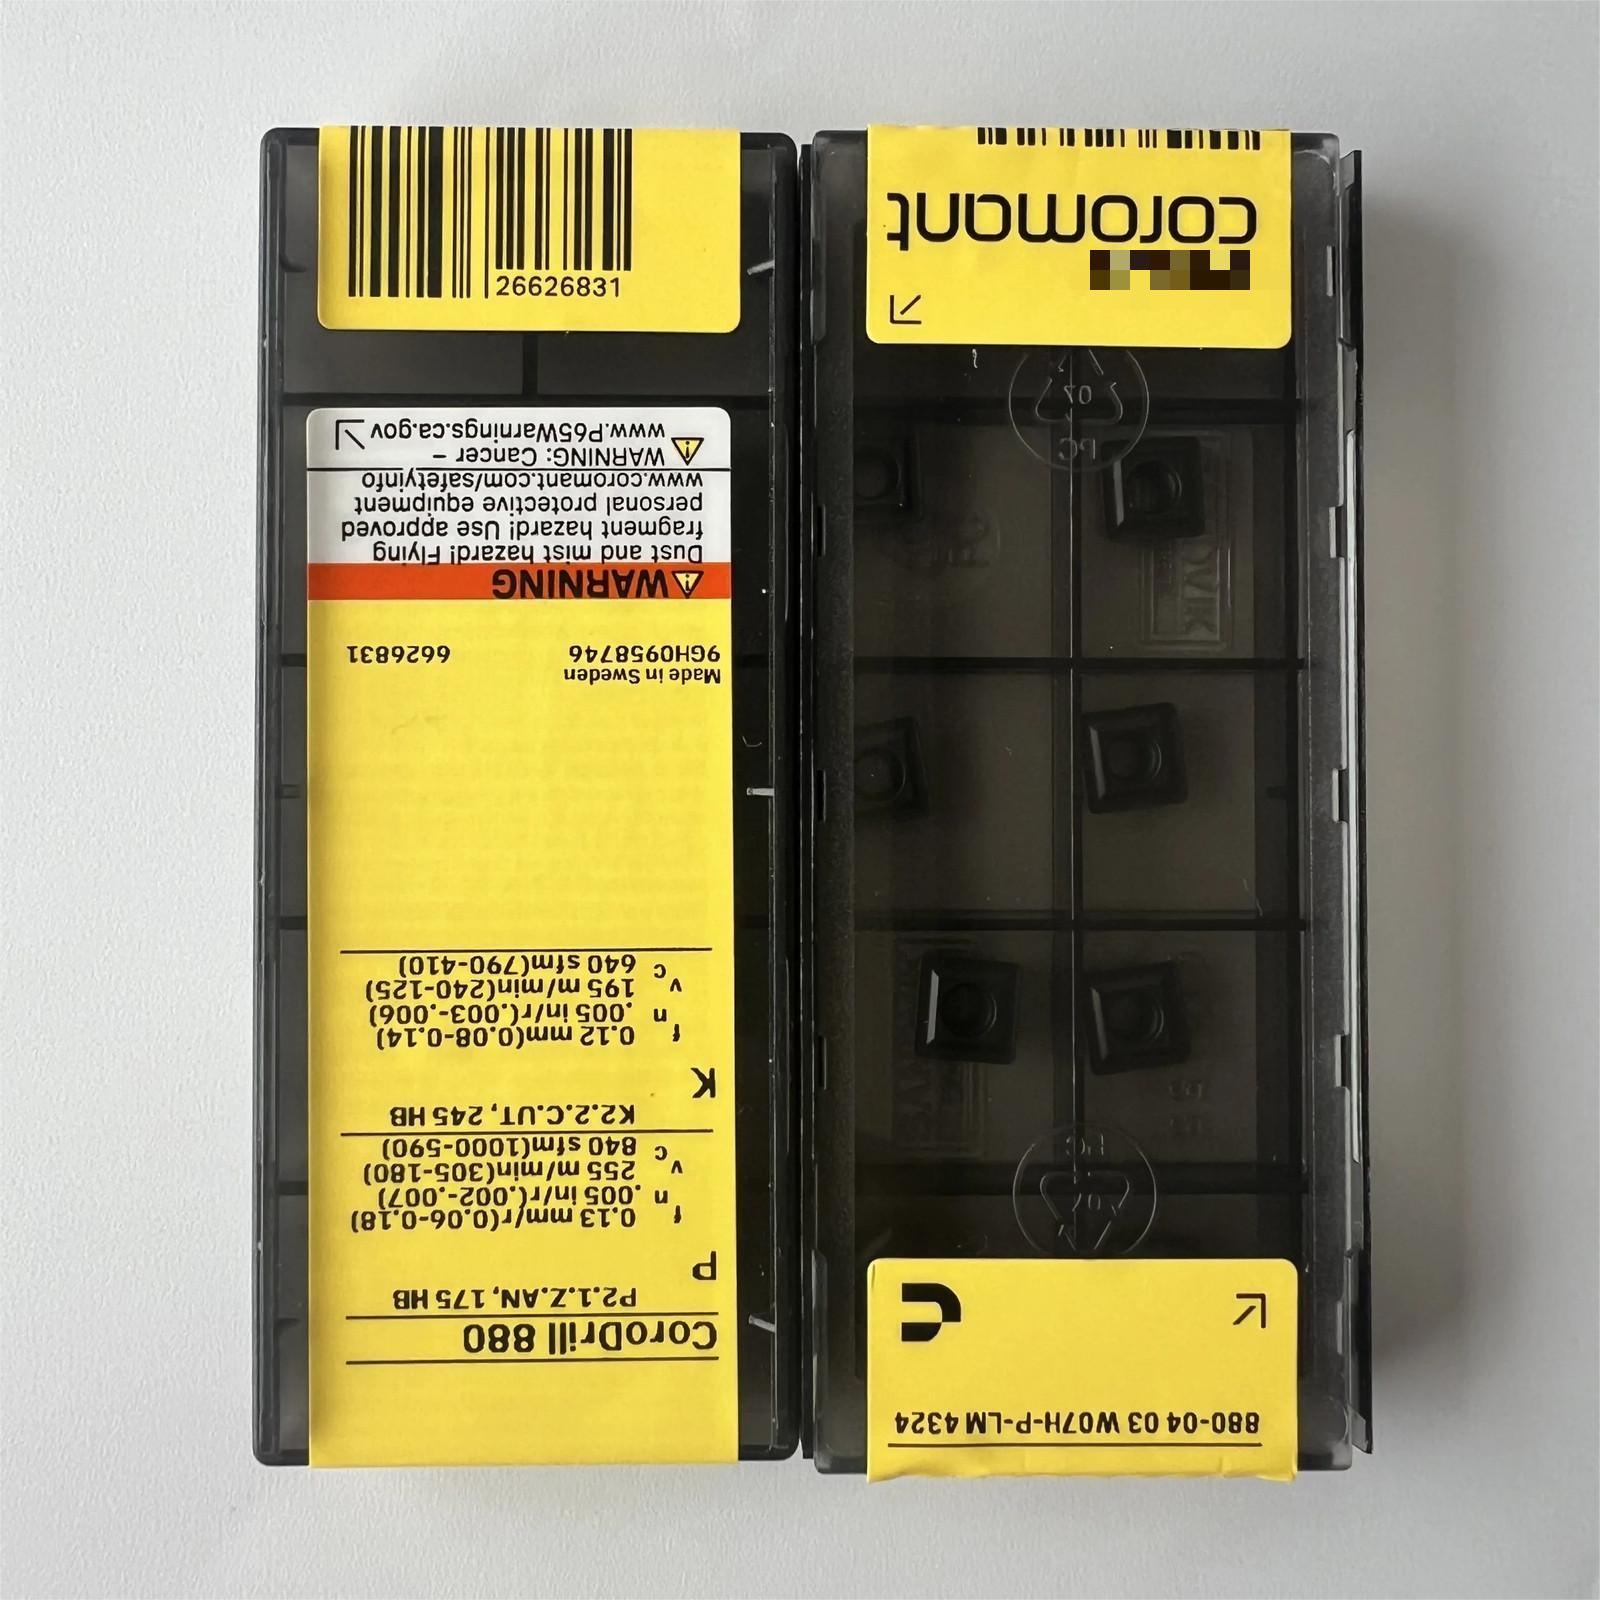 26626831
CoroDrill 880
P2.1.Z.AN, 175 HB
P
f 0.13 mm/r(0.06-0.18)
n .005 in/r(.002-.007)
v 255 m/min(305-180)
c 840 sfm(1000-590)
K2.2.C.UT, 245 HB
K
f 0.12 mm(0.08-0.14)
n .005 in/r(.003-.006)
v 195 m/min(240-125)
c 640 sfm(790-410)
Made in Sweden
9GH0958746 6626831
WARNING
Dust and mist hazard! Flying
fragment hazard! Use approved
personal protective equipment
www.coromant.com/safetyinfo
WARNING: Cancer -
www.P65Warnings.ca.gov
880-04 03 W07H-P-LM 4324
07
PC
07
PC
coromant